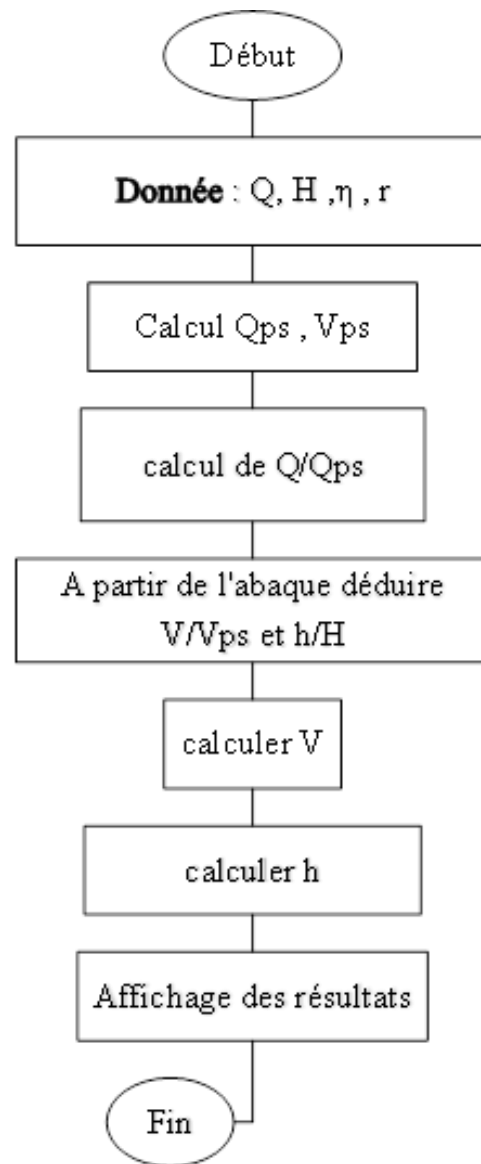 Début
Donnée : Q, H ,η , r
Calcul Qps , Vps
calcul de Q/Qps
A partir de l'abaque déduire
V/Vps et h/H
calculer V
calculer h
Affichage des résultats
Fin